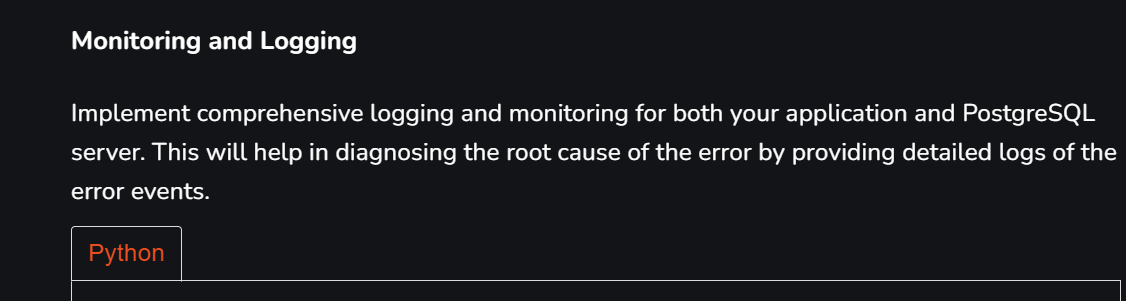 Monitoring and Logging
Implement comprehensive logging and monitoring for both your application and PostgreSQL
server. This will help in diagnosing the root cause of the error by providing detailed logs of the
error events.
Python